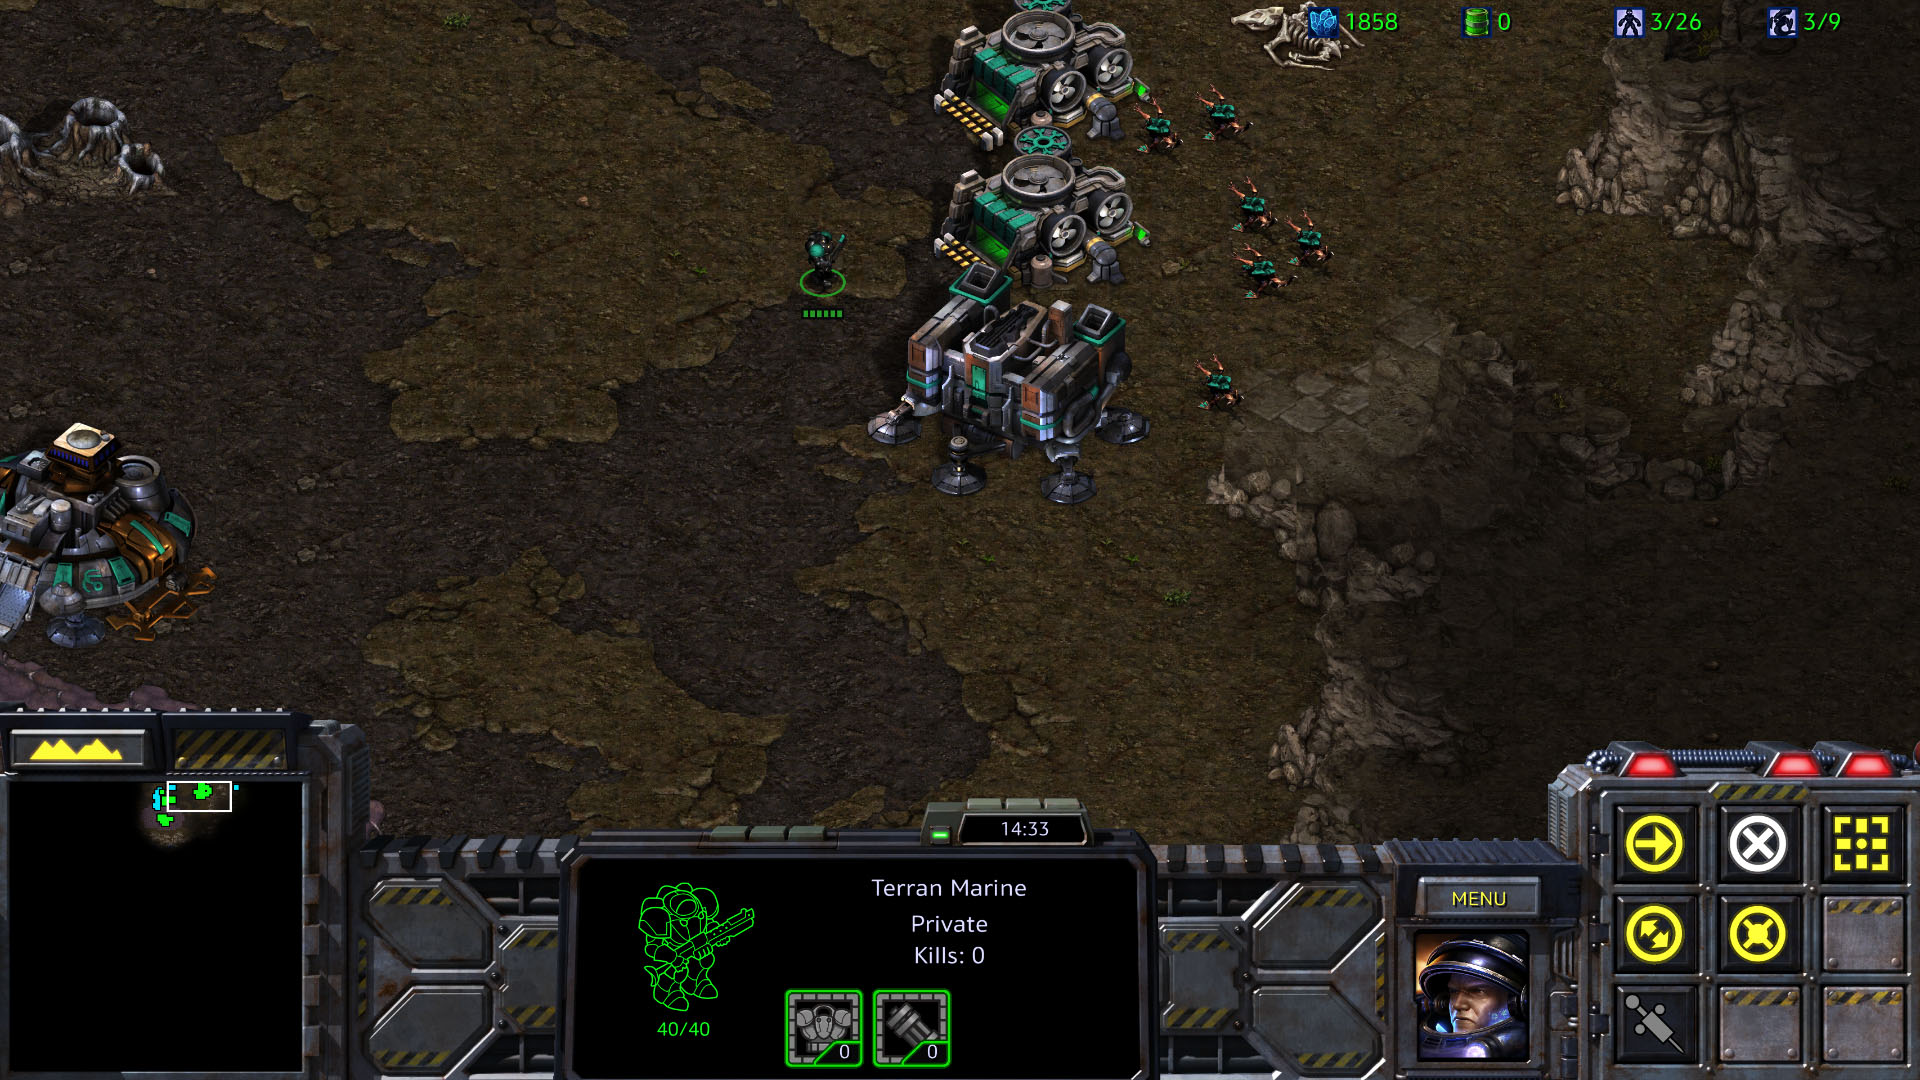 1858 0 3/26 3/9
14:33
Terran Marine
Private
Kills: 0
40/40
0 0
MENU